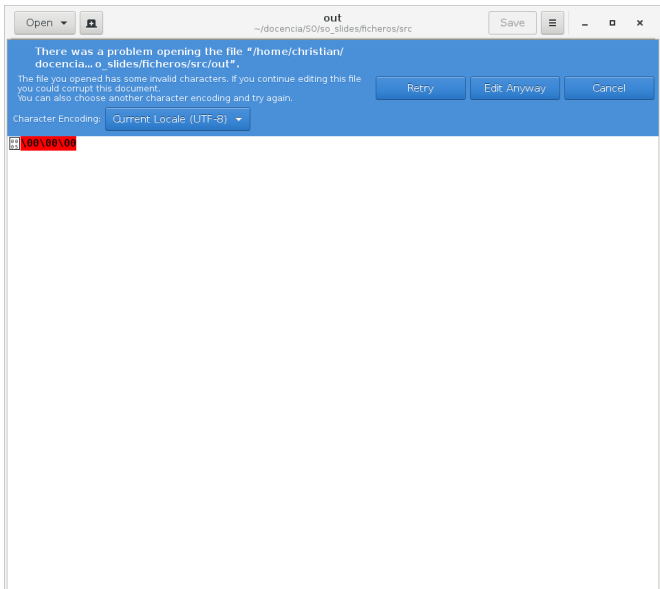 Open
out
~/docencia/SO/so_slides/ficheros/src
Save
There was a problem opening the file “/home/christian/
docencia…o_slides/ficheros/src/out”.
The file you opened has some invalid characters. If you continue editing this file
you could corrupt this document.
You can also choose another character encoding and try again.
Retry
Edit Anyway
Cancel
Character Encoding:
Current Locale (UTF-8)
\00\00\00